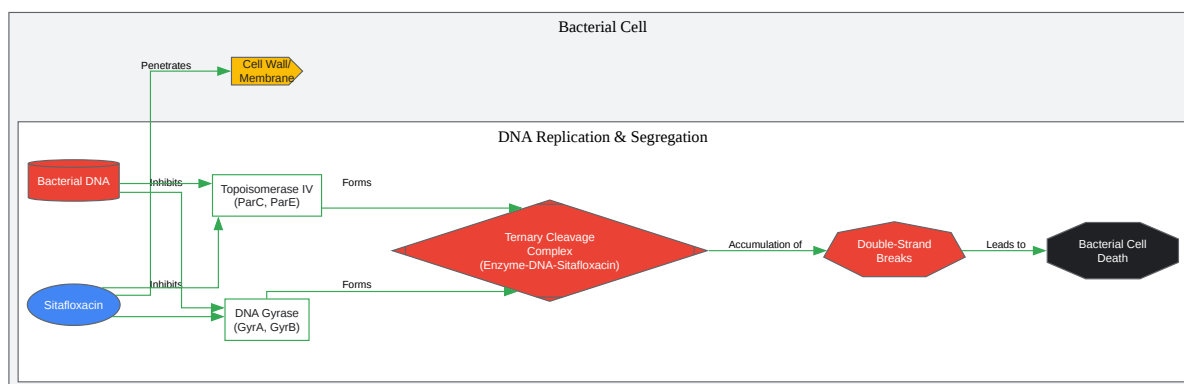 Bacterial Cell
Penetrates
Cell Wall/
Membrane
DNA Replication & Segregation
Bacterial DNA
Inhibits
Topoisomerase IV
(ParC, ParE)
Forms
Ternary Cleavage
Complex
(Enzyme-DNA-Sitafloxacin)
Accumulation of
Double-Strand
Breaks
Leads to
Bacterial Cell
Death
Sitafloxacin
Inhibits
DNA Gyrase
(GyrA, GyrB)
Forms